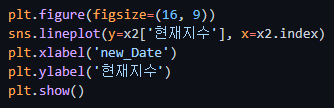 plt.figure(figsize=(16, 9))
sns.lineplot(y=x2['현재지수'], x=x2.index)
plt.xlabel('new_Date')
plt.ylabel('현재지수')
plt.show()